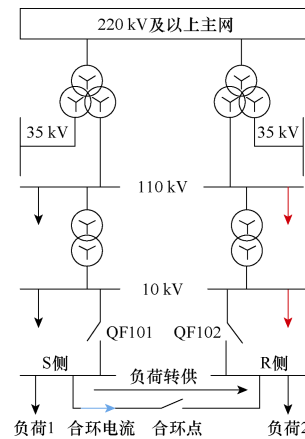 220 kV及以上主网
35 kV
35 kV
110 kV
10 kV
QF101
QF102
S侧
R侧
负荷转供
负荷1
合环电流
合环点
负荷2